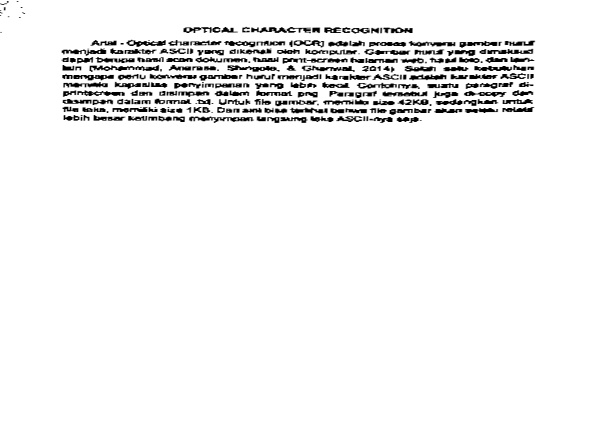 OPTICAL CHARACTER RECOGNITION
Arial - Optical character recognition (OCR) adalah proses konversi gambar huruf
menjadi karakter ASCII yang dikenali oleh komputer. Gambar huruf yang dimaksud
dapat berupa hasil scan dokumen, hasil print-screen halaman web, hasil foto, dan lain-
lain (Mohammad, Anarase, Shingote, & Ghanwat, 2014). Salah satu kebutuhan
mengapa perlu konversi gambar huruf menjadi karakter ASCII adalah karakter ASCII
memiliki kapasitas penyimpanan yang lebih kecil. Contohnya, suatu paragraf di-
printscreen dan disimpan dalam format png. Paragraf tersebut juga di-copy dan
disimpan dalam format .txt. Untuk file gambar, memiliki size 42KB, sedangkan untuk
file teks, memiliki size 1KB. Dari sini bisa terlihat bahwa file gambar akan selalu relatif
lebih besar ketimbang menyimpan langsung teks ASCII-nya saja.